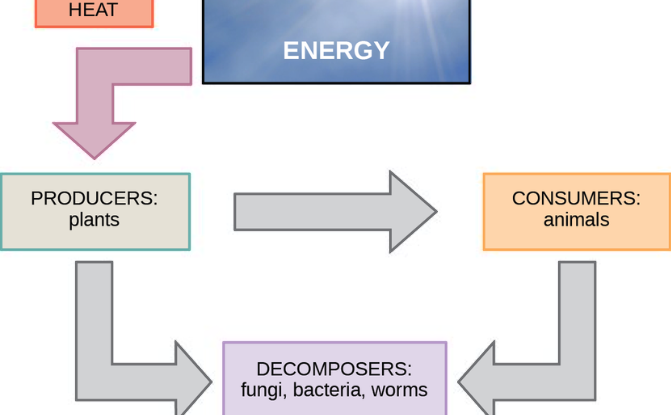 HEAT
ENERGY
PRODUCERS:
plants
CONSUMERS:
animals
DECOMPOSERS:
fungi, bacteria, worms